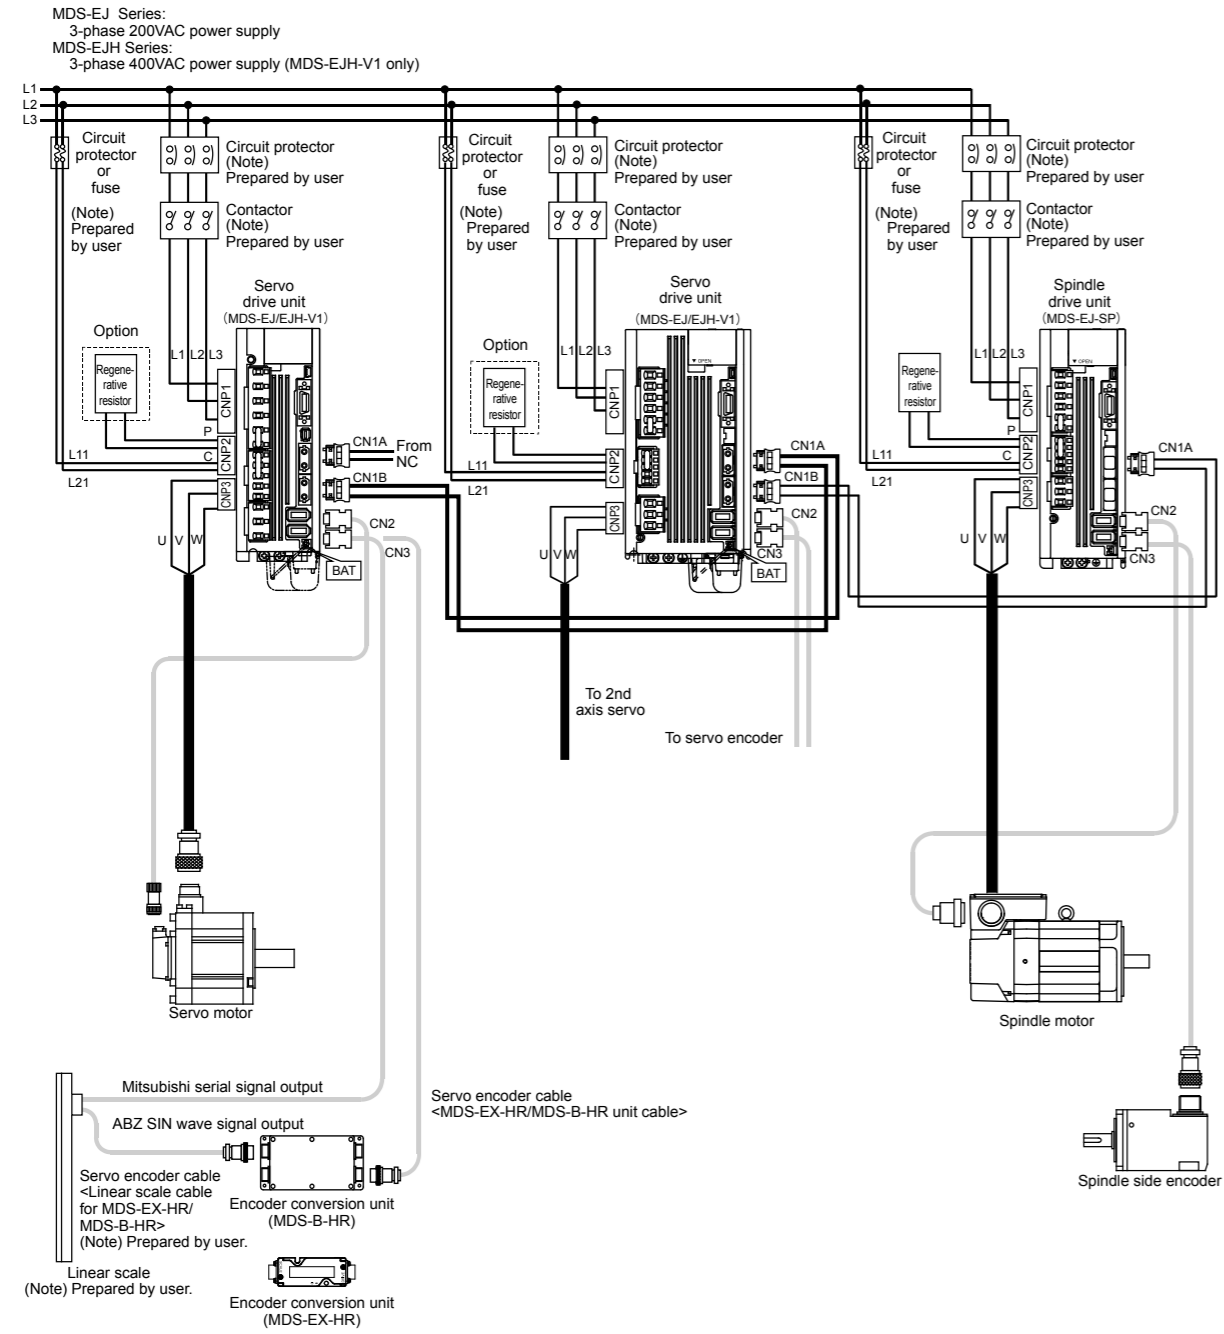 MDS-EJ  Series:
3-phase 200VAC power supply
MDS-EJH Series:
3-phase 400VAC power supply (MDS-EJH-V1 only)
L1
L2
L3
Circuit
protector
or
fuse
(Note)
Prepared
by user
Circuit protector
(Note)
Prepared by user
Contactor
(Note)
Prepared by user
Servo
drive unit
(MDS-EJ/EJH-V1)
Option
Regene-
rative
resistor
L1 L2 L3
CNP1
P
CNP2
C
L11
L21
CNP3
U V W
CN1A
From
NC
CN1B
CN2
CN3
BAT
Circuit
protector
or
fuse
(Note)
Prepared
by user
Circuit protector
(Note)
Prepared by user
Contactor
(Note)
Prepared by user
Servo
drive unit
(MDS-EJ/EJH-V1)
Option
Regene-
rative
resistor
L1 L2 L3
▼ OPEN
CNP1
CNP2
L11
L21
CNP3
U V W
CN1A
CN1B
CN2
CN3
BAT
To 2nd
axis servo
To servo encoder
Circuit
protector
or
fuse
(Note)
Prepared
by user
Circuit protector
(Note)
Prepared by user
Contactor
(Note)
Prepared by user
Spindle
drive unit
(MDS-EJ-SP)
Regene-
rative
resistor
L1 L2 L3
▼ OPEN
CNP1
P
CNP2
C
L11
L21
CNP3
U V W
CN1A
CN2
CN3
Servo motor
Spindle motor
Mitsubishi serial signal output
ABZ SIN wave signal output
Servo encoder cable
<MDS-EX-HR/MDS-B-HR unit cable>
Servo encoder cable
<Linear scale cable
for MDS-EX-HR/
MDS-B-HR>
(Note) Prepared by user.
Encoder conversion unit
(MDS-B-HR)
Spindle side encoder
Linear scale
(Note) Prepared by user.
Encoder conversion unit
(MDS-EX-HR)